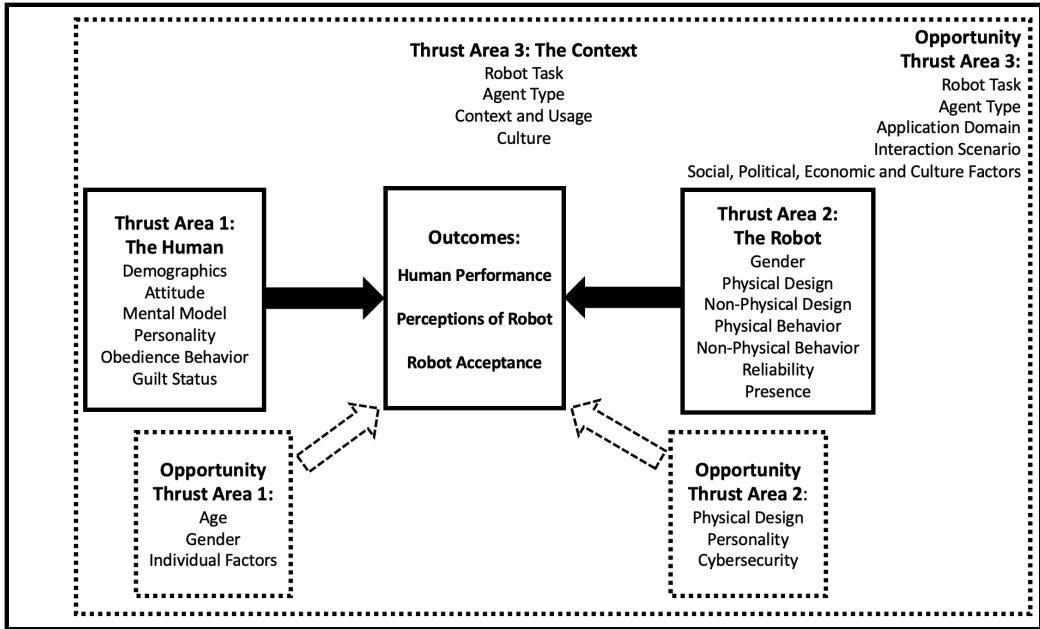 Thrust Area 3: The Context
Robot Task
Agent Type
Context and Usage
Culture
Opportunity
Thrust Area 3:
Robot Task
Agent Type
Application Domain
Interaction Scenario
Social, Political, Economic and Culture Factors
Thrust Area 1:
The Human
Demographics
Attitude
Mental Model
Personality
Obedience Behavior
Guilt Status
Outcomes:
Human Performance
Perceptions of Robot
Robot Acceptance
Thrust Area 2:
The Robot
Gender
Physical Design
Non-Physical Design
Physical Behavior
Non-Physical Behavior
Reliability
Presence
Opportunity
Thrust Area 1:
Age
Gender
Individual Factors
Opportunity
Thrust Area 2:
Physical Design
Personality
Cybersecurity